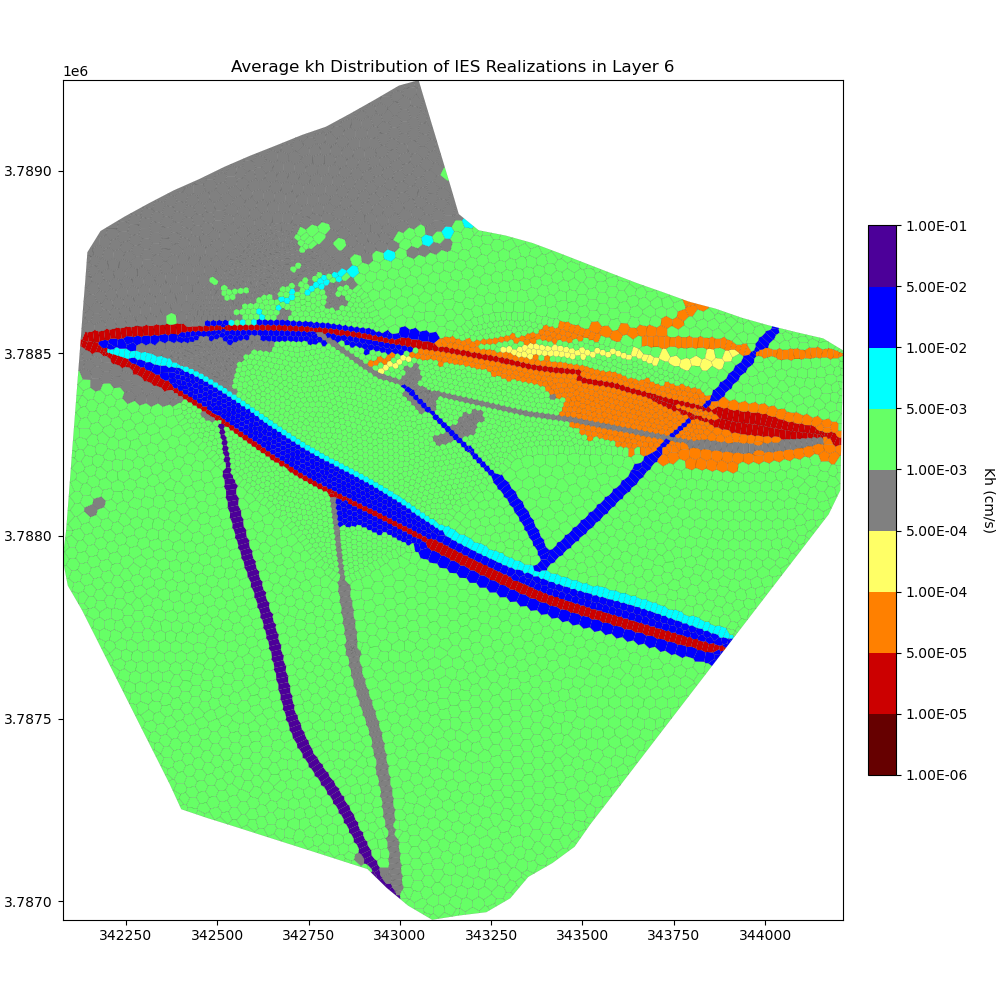 Average kh Distribution of IES Realizations in Layer 6
1e6
3.7890
3.7885
3.7880
3.7875
3.7870
342250 342500 342750 343000 343250 343500 343750 344000
1.00E-01
5.00E-02
1.00E-02
5.00E-03
1.00E-03
5.00E-04
1.00E-04
5.00E-05
1.00E-05
1.00E-06
Kh (cm/s)